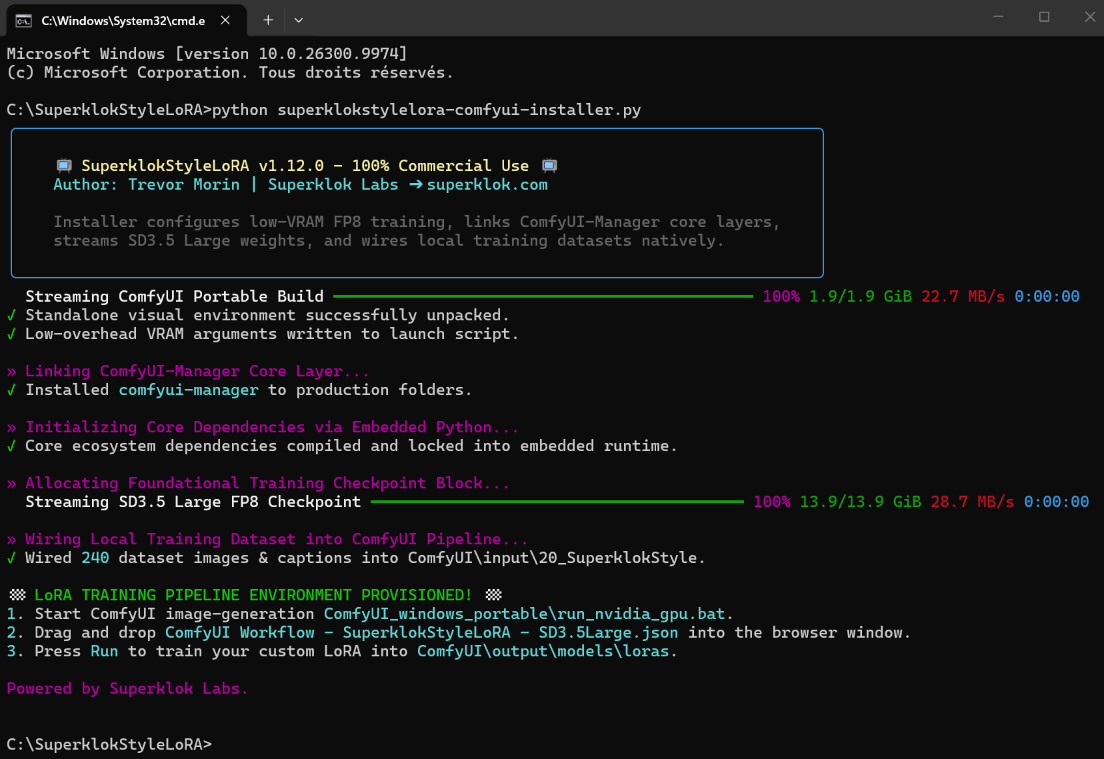 C:\Windows\System32\cmd.e
Microsoft Windows [version 10.0.26300.9974]
(c) Microsoft Corporation. Tous droits réservés.
C:\SuperklokStyleLoRA>python superklokstylelora-comfyui-installer.py
📺 SuperklokStyleLoRA v1.12.0 - 100% Commercial Use 📺
Author: Trevor Morin | Superklok Labs ➔ superklok.com
Installer configures low-VRAM FP8 training, links ComfyUI-Manager core layers,
streams SD3.5 Large weights, and wires local training datasets natively.
Streaming ComfyUI Portable Build 100% 1.9/1.9 GiB 22.7 MB/s 0:00:00
✓ Standalone visual environment successfully unpacked.
✓ Low-overhead VRAM arguments written to launch script.
» Linking ComfyUI-Manager Core Layer...
✓ Installed comfyui-manager to production folders.
» Initializing Core Dependencies via Embedded Python...
✓ Core ecosystem dependencies compiled and locked into embedded runtime.
» Allocating Foundational Training Checkpoint Block...
Streaming SD3.5 Large FP8 Checkpoint 100% 13.9/13.9 GiB 28.7 MB/s 0:00:00
» Wiring Local Training Dataset into ComfyUI Pipeline...
✓ Wired 240 dataset images & captions into ComfyUI\input\20_SuperklokStyle.
🏁 LoRA TRAINING PIPELINE ENVIRONMENT PROVISIONED! 🏁
1. Start ComfyUI image-generation ComfyUI_windows_portable\run_nvidia_gpu.bat.
2. Drag and drop ComfyUI Workflow - SuperklokStyleLoRA - SD3.5Large.json into the browser window.
3. Press Run to train your custom LoRA into ComfyUI\output\models\loras.
Powered by Superklok Labs.
C:\SuperklokStyleLoRA>